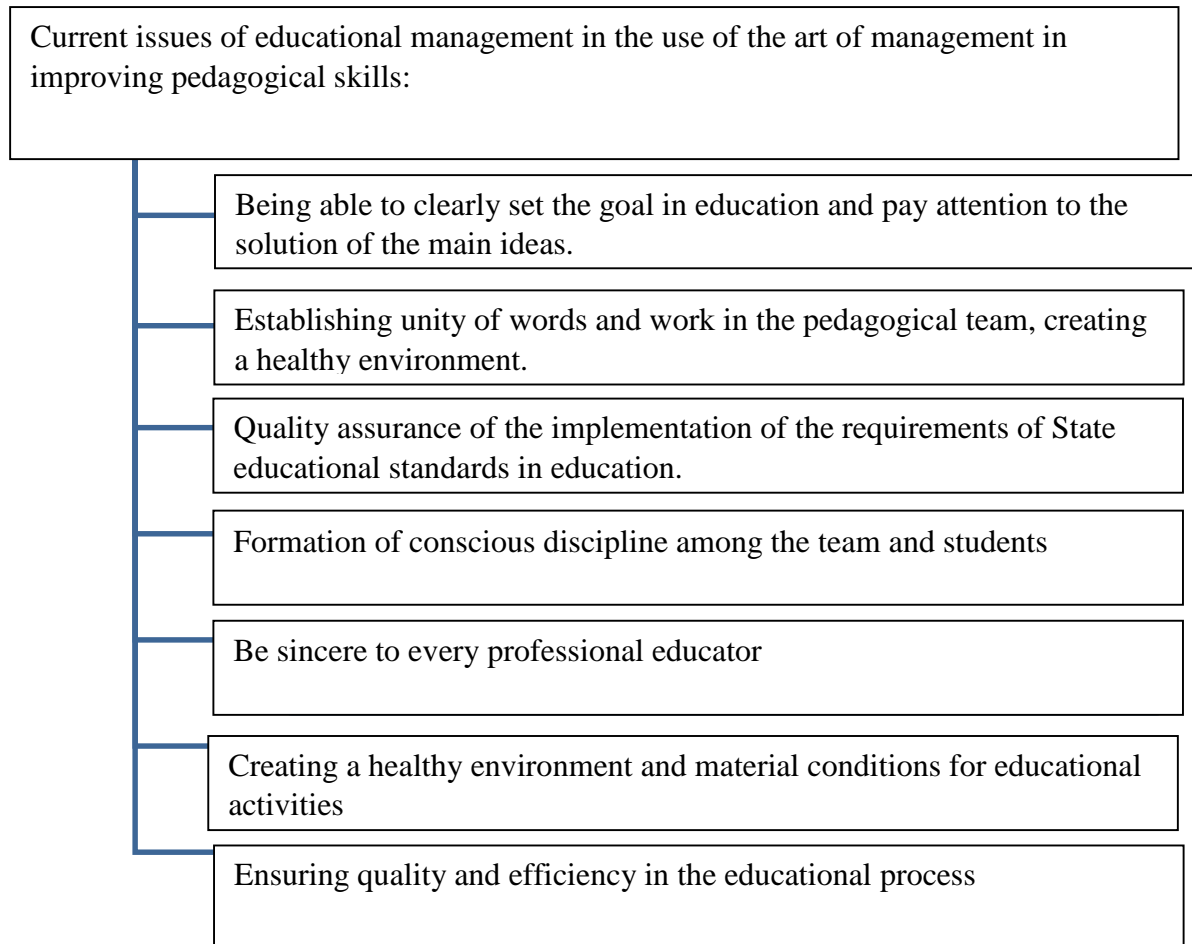 Current issues of educational management in the use of the art of management in
improving pedagogical skills:
Being able to clearly set the goal in education and pay attention to the
solution of the main ideas.
Establishing unity of words and work in the pedagogical team, creating
a healthy environment.
Quality assurance of the implementation of the requirements of State
educational standards in education.
Formation of conscious discipline among the team and students
Be sincere to every professional educator
Creating a healthy environment and material conditions for educational
activities
Ensuring quality and efficiency in the educational process